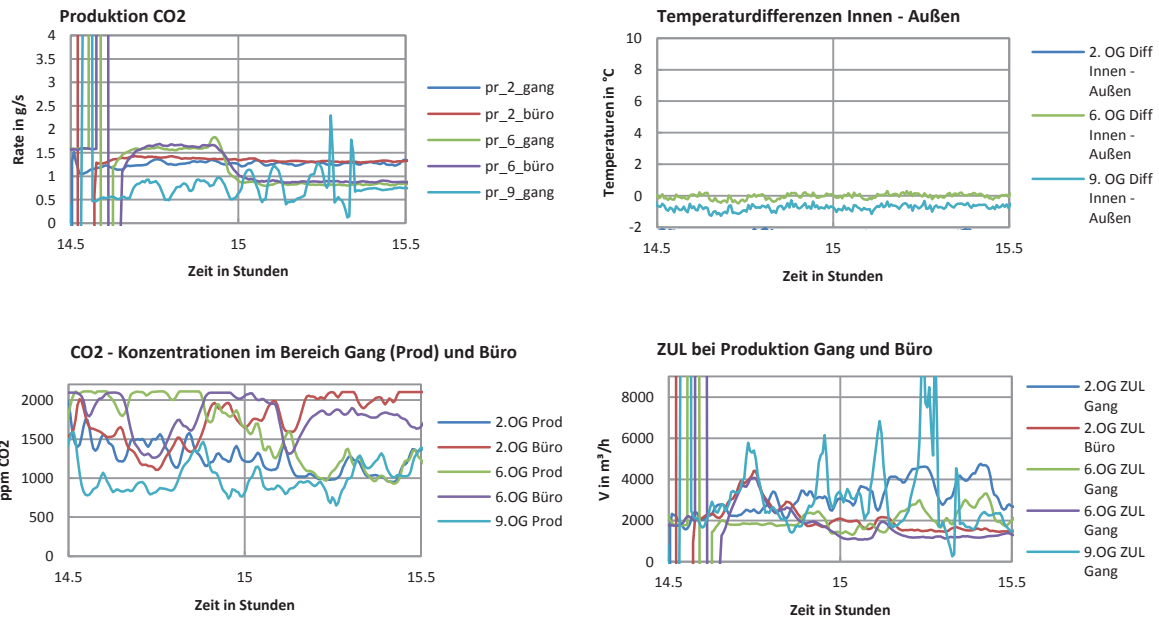 Produktion CO2
Rate in g/s
4
3.5
3
2.5
2
1.5
1
0.5
0
14.5
15
15.5
Zeit in Stunden
pr_2_gang
pr_2_büro
pr_6_gang
pr_6_büro
pr_9_gang
Temperaturdifferenzen Innen - Außen
Temperaturen in °C
10
8
6
4
2
0
-2
14.5
15
15.5
Zeit in Stunden
2. OG Diff
Innen -
Außen
6. OG Diff
Innen -
Außen
9. OG Diff
Innen -
Außen
CO2 - Konzentrationen im Bereich Gang (Prod) und Büro
ppm CO2
2000
1500
1000
500
0
14.5
15
15.5
Zeit in Stunden
2.OG Prod
2.OG Büro
6.OG Prod
6.OG Büro
9.OG Prod
ZUL bei Produktion Gang und Büro
V in m³/h
8000
6000
4000
2000
0
14.5
15
15.5
Zeit in Stunden
2.OG ZUL
Gang
2.OG ZUL
Büro
6.OG ZUL
Gang
6.OG ZUL
Gang
9.OG ZUL
Gang